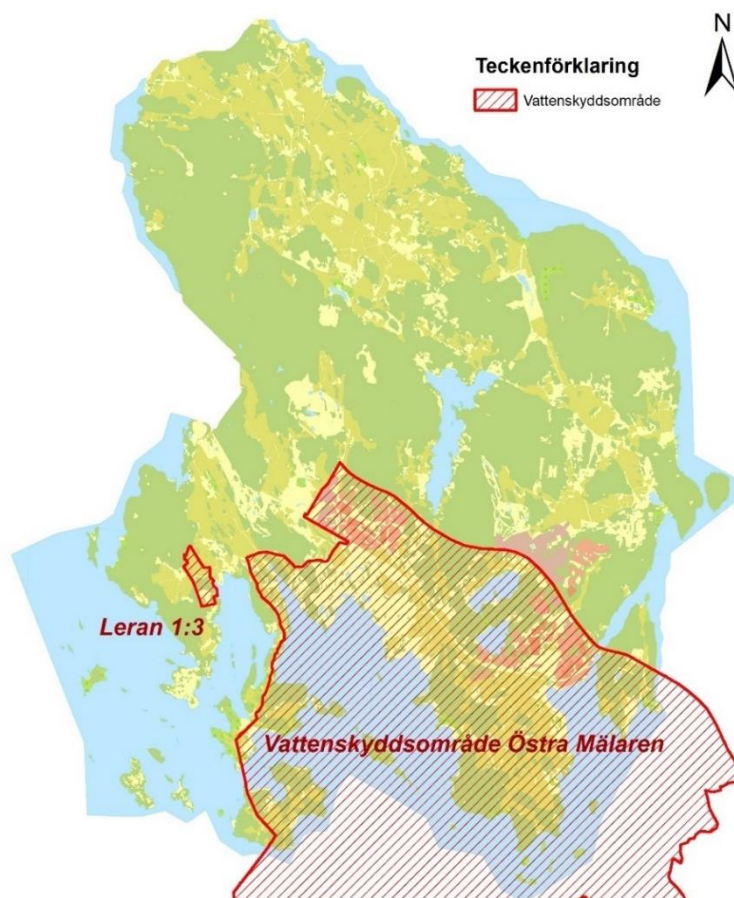 N
Teckenförklaring
Vattenskyddsområde
Leran 1:3
Vattenskyddsområde Östra Mälaren